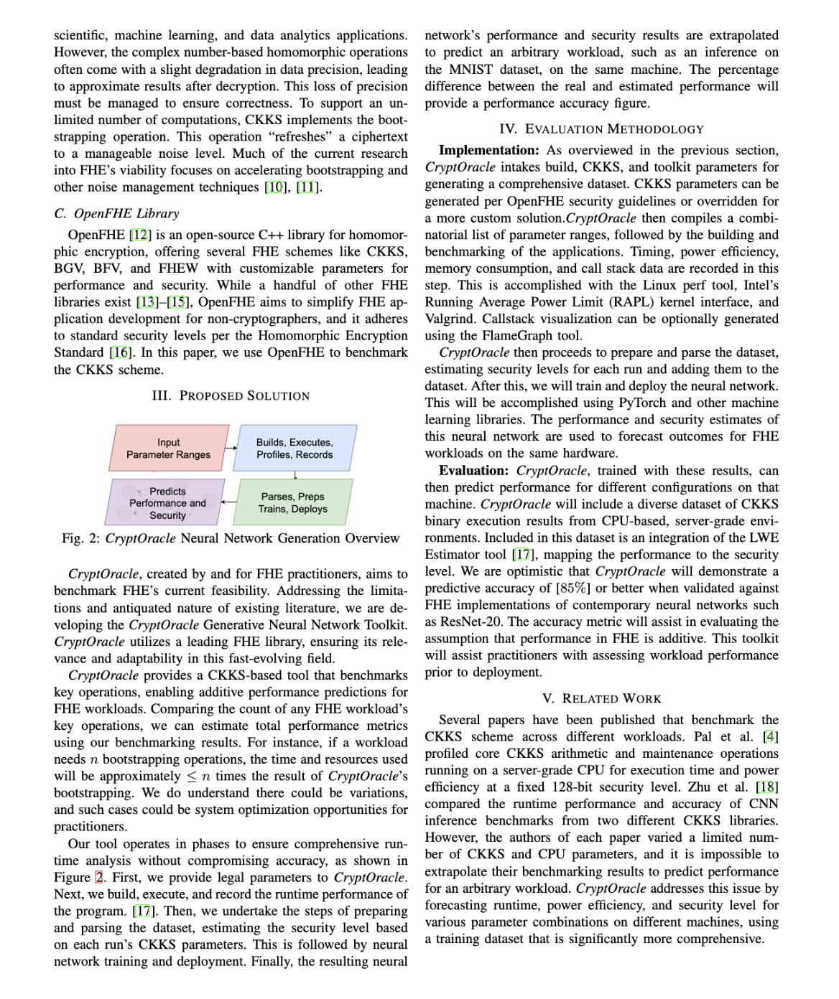 scientific, machine learning, and data analytics applications.
However, the complex number-based homomorphic operations
often come with a slight degradation in data precision, leading
to approximate results after decryption. This loss of precision
must be managed to ensure correctness. To support an un-
limited number of computations, CKKS implements the boot-
strapping operation. This operation “refreshes” a ciphertext
to a manageable noise level. Much of the current research
into FHE’s viability focuses on accelerating bootstrapping and
other noise management techniques [10], [11].
C. OpenFHE Library
OpenFHE [12] is an open-source C++ library for homomor-
phic encryption, offering several FHE schemes like CKKS,
BGV, BFV, and FHEW with customizable parameters for
performance and security. While a handful of other FHE
libraries exist [13]–[15], OpenFHE aims to simplify FHE ap-
plication development for non-cryptographers, and it adheres
to standard security levels per the Homomorphic Encryption
Standard [16]. In this paper, we use OpenFHE to benchmark
the CKKS scheme.
III. PROPOSED SOLUTION
Input
Parameter Ranges
Builds, Executes,
Profiles, Records
Predicts
Performance and
Security
Parses, Preps
Trains, Deploys
Fig. 2: CryptOracle Neural Network Generation Overview
CryptOracle, created by and for FHE practitioners, aims to
benchmark FHE’s current feasibility. Addressing the limita-
tions and antiquated nature of existing literature, we are de-
veloping the CryptOracle Generative Neural Network Toolkit.
CryptOracle utilizes a leading FHE library, ensuring its rele-
vance and adaptability in this fast-evolving field.
CryptOracle provides a CKKS-based tool that benchmarks
key operations, enabling additive performance predictions for
FHE workloads. Comparing the count of any FHE workload’s
key operations, we can estimate total performance metrics
using our benchmarking results. For instance, if a workload
needs n bootstrapping operations, the time and resources used
will be approximately ≤ n times the result of CryptOracle’s
bootstrapping. We do understand there could be variations,
and such cases could be system optimization opportunities for
practitioners.
Our tool operates in phases to ensure comprehensive run-
time analysis without compromising accuracy, as shown in
Figure 2. First, we provide legal parameters to CryptOracle.
Next, we build, execute, and record the runtime performance of
the program. [17]. Then, we undertake the steps of preparing
and parsing the dataset, estimating the security level based
on each run’s CKKS parameters. This is followed by neural
network training and deployment. Finally, the resulting neural
network’s performance and security results are extrapolated
to predict an arbitrary workload, such as an inference on
the MNIST dataset, on the same machine. The percentage
difference between the real and estimated performance will
provide a performance accuracy figure.
IV. EVALUATION METHODOLOGY
Implementation: As overviewed in the previous section,
CryptOracle intakes build, CKKS, and toolkit parameters for
generating a comprehensive dataset. CKKS parameters can be
generated per OpenFHE security guidelines or overridden for
a more custom solution.CryptOracle then compiles a combi-
natorial list of parameter ranges, followed by the building and
benchmarking of the applications. Timing, power efficiency,
memory consumption, and call stack data are recorded in this
step. This is accomplished with the Linux perf tool, Intel’s
Running Average Power Limit (RAPL) kernel interface, and
Valgrind. Callstack visualization can be optionally generated
using the FlameGraph tool.
CryptOracle then proceeds to prepare and parse the dataset,
estimating security levels for each run and adding them to the
dataset. After this, we will train and deploy the neural network.
This will be accomplished using PyTorch and other machine
learning libraries. The performance and security estimates of
this neural network are used to forecast outcomes for FHE
workloads on the same hardware.
Evaluation: CryptOracle, trained with these results, can
then predict performance for different configurations on that
machine. CryptOracle will include a diverse dataset of CKKS
binary execution results from CPU-based, server-grade envi-
ronments. Included in this dataset is an integration of the LWE
Estimator tool [17], mapping the performance to the security
level. We are optimistic that CryptOracle will demonstrate a
predictive accuracy of [85%] or better when validated against
FHE implementations of contemporary neural networks such
as ResNet-20. The accuracy metric will assist in evaluating the
assumption that performance in FHE is additive. This toolkit
will assist practitioners with assessing workload performance
prior to deployment.
V. RELATED WORK
Several papers have been published that benchmark the
CKKS scheme across different workloads. Pal et al. [4]
profiled core CKKS arithmetic and maintenance operations
running on a server-grade CPU for execution time and power
efficiency at a fixed 128-bit security level. Zhu et al. [18]
compared the runtime performance and accuracy of CNN
inference benchmarks from two different CKKS libraries.
However, the authors of each paper varied a limited num-
ber of CKKS and CPU parameters, and it is impossible to
extrapolate their benchmarking results to predict performance
for an arbitrary workload. CryptOracle addresses this issue by
forecasting runtime, power efficiency, and security level for
various parameter combinations on different machines, using
a training dataset that is significantly more comprehensive.